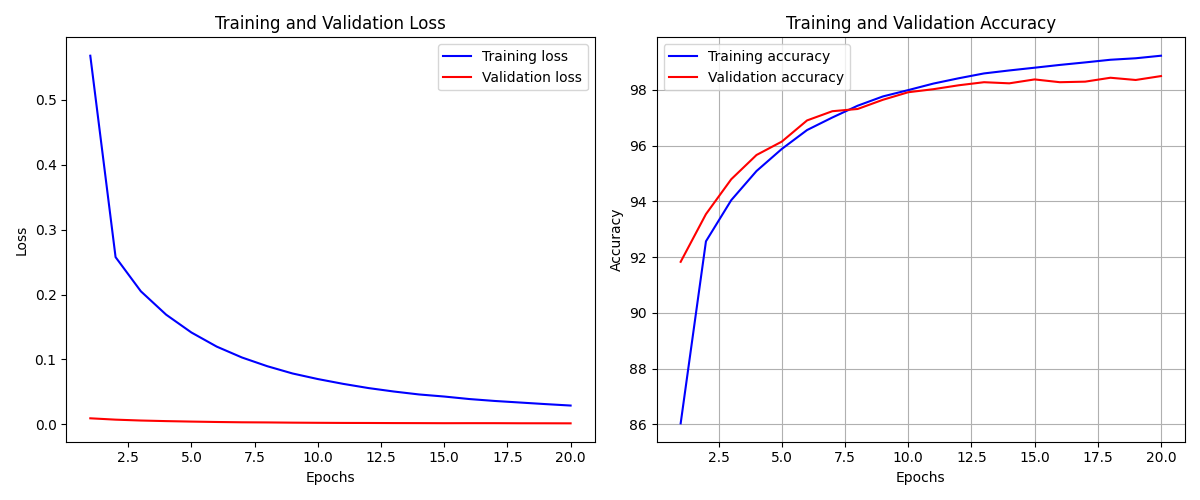 Training and Validation Loss
Training loss
Validation loss
0.5
0.4
0.3
0.2
0.1
0.0
Loss
2.5 5.0 7.5 10.0 12.5 15.0 17.5 20.0
Epochs
Training and Validation Accuracy
Training accuracy
Validation accuracy
98
96
94
92
90
88
86
Accuracy
2.5 5.0 7.5 10.0 12.5 15.0 17.5 20.0
Epochs